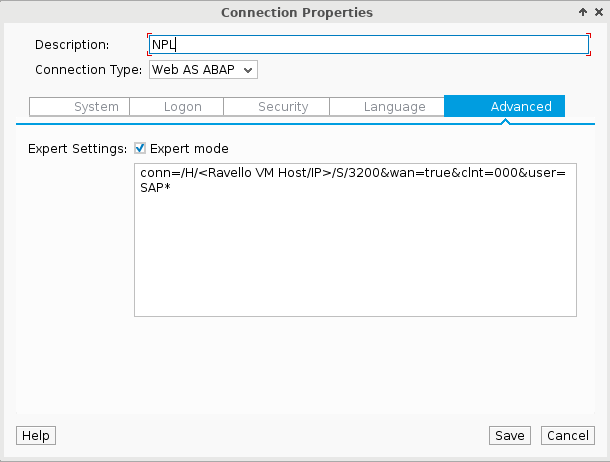 Connection Properties
Description: NPL
Connection Type: Web AS ABAP
System Logon Security Language Advanced
Expert Settings: Expert mode
conn=/H/<Ravello VM Host/IP>/S/3200&wan=true&clnt=000&user=
SAP*
Help Save Cancel